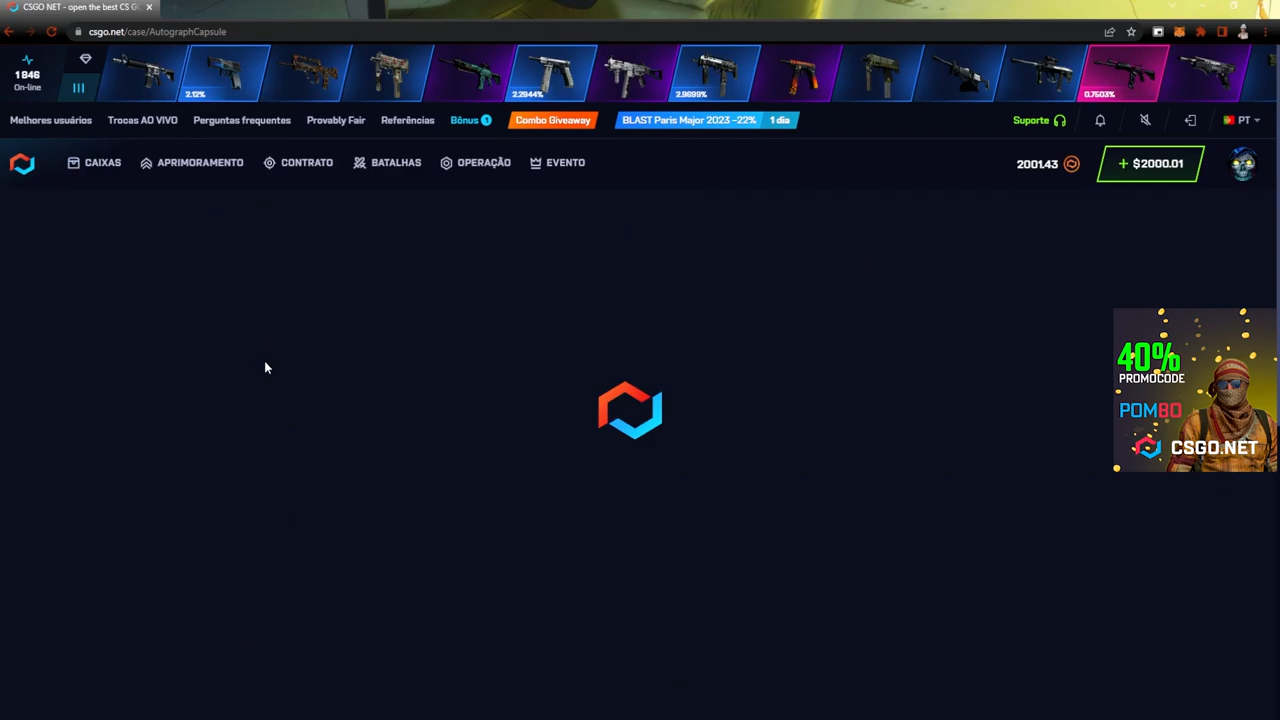 CSGO NET - open the best CS G
csgo.net/case/AutographCapsule
1 846
On-line
2.12%
2.2944%
2.9699%
0.7503%
Melhores usuários
Trocas AO VIVO
Perguntas frequentes
Provably Fair
Referências
Bônus 1
Combo Giveaway
BLAST Paris Major 2023 –22% 1 dia
Suporte
PT
CAIXAS
APRIMORAMENTO
CONTRATO
BATALHAS
OPERAÇÃO
EVENTO
2001.43
+ $2000.01
40%
PROMOCODE
POMBO
CSGO.NET